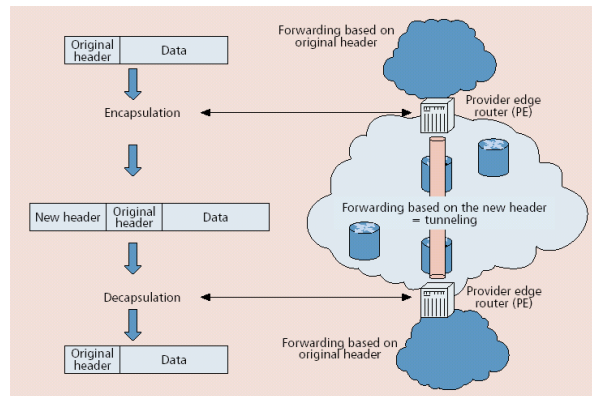 Original
header
Data
Forwarding based on
original header
Encapsulation
Provider edge
router (PE)
New header
Original
header
Data
Forwarding based on the new header
= tunneling
Decapsulation
Provider edge
router (PE)
Original
header
Data
Forwarding based on
original header